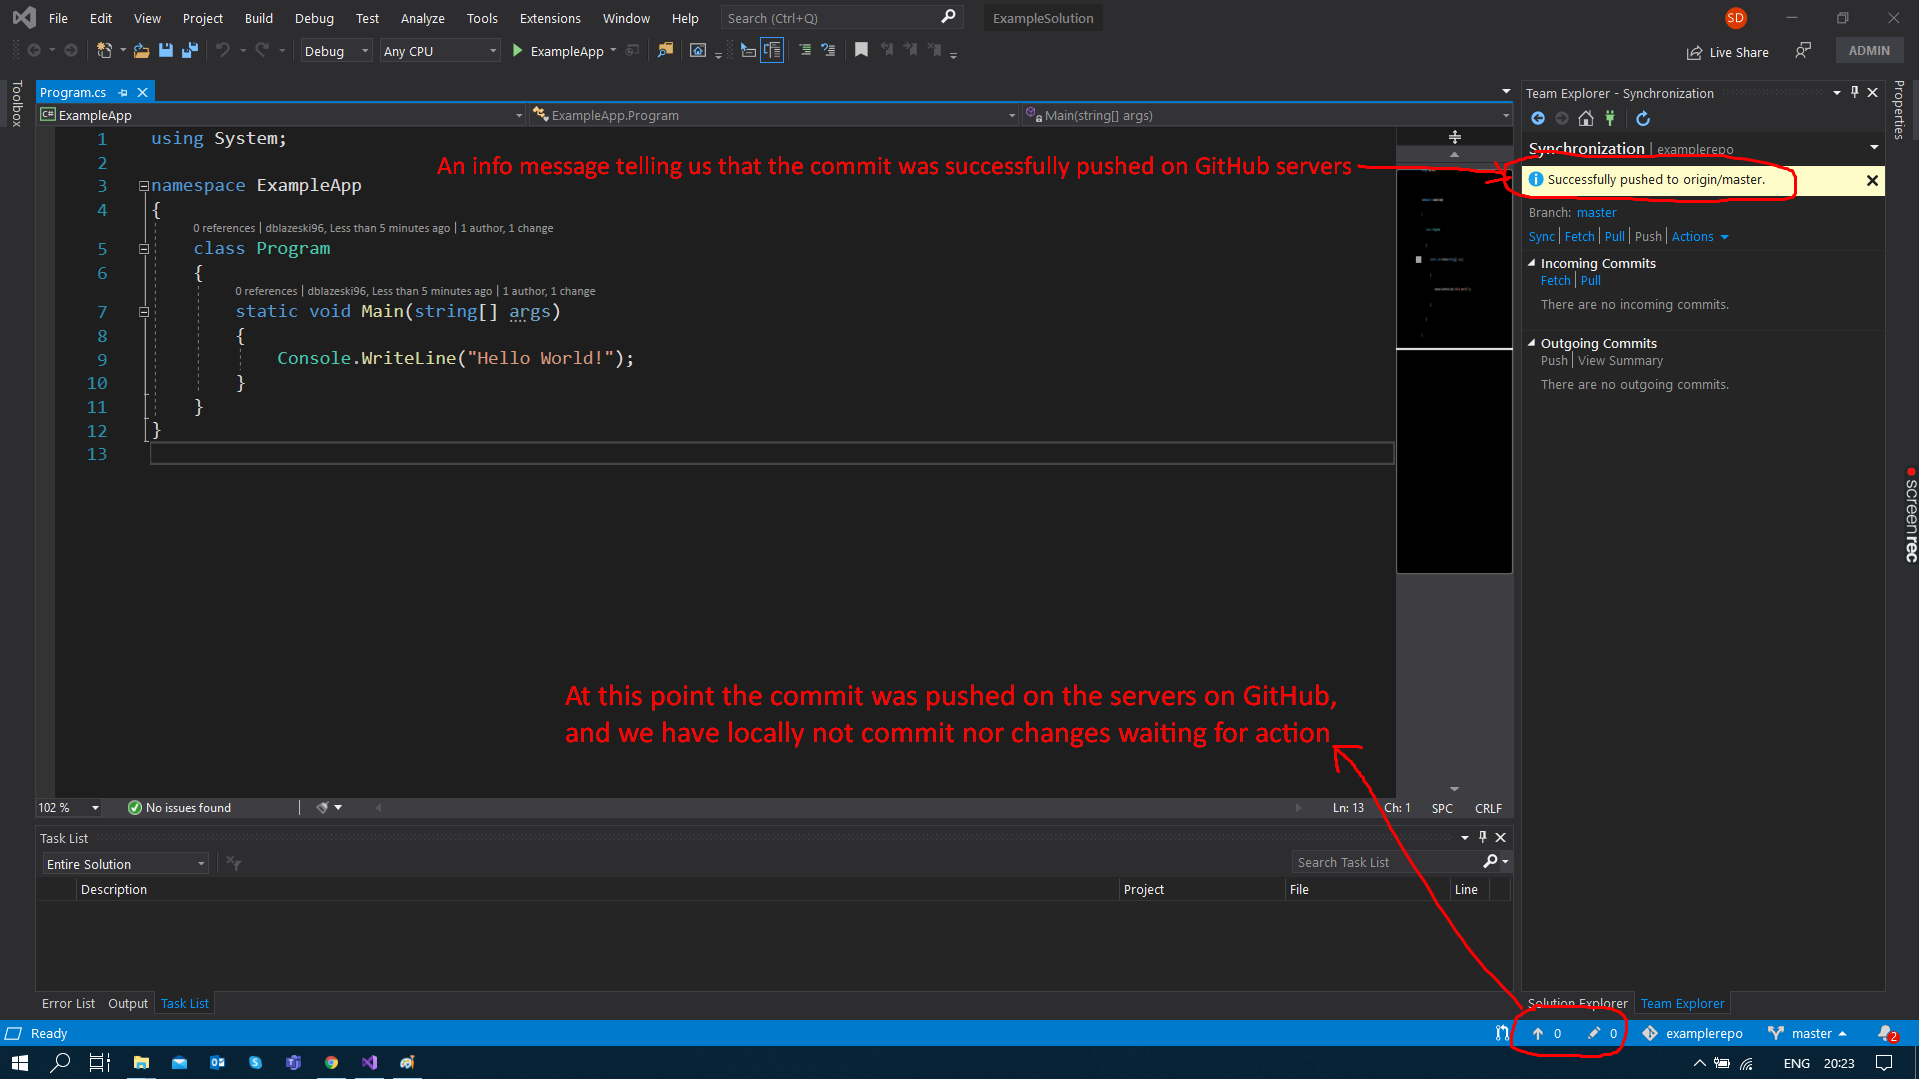 File Edit View Project Build Debug Test Analyze Tools Extensions Window Help Search (Ctrl+Q) ExampleSolution SD
Debug Any CPU ExampleApp Live Share ADMIN
Toolbox
Program.cs
ExampleApp ExampleApp.Program Main(string[] args)
1 using System;
2
An info message telling us that the commit was successfully pushed on GitHub servers
3 namespace ExampleApp
4 {
0 references | dblazeski96, Less than 5 minutes ago | 1 author, 1 change
5 class Program
6 {
0 references | dblazeski96, Less than 5 minutes ago | 1 author, 1 change
7 static void Main(string[] args)
8 {
9 Console.WriteLine("Hello World!");
10 }
11 }
12 }
13
At this point the commit was pushed on the servers on GitHub,
and we have locally not commit nor changes waiting for action
102 % No issues found Ln: 13 Ch: 1 SPC CRLF
Team Explorer - Synchronization
Synchronization | examplerepo
Successfully pushed to origin/master.
Branch: master
Sync | Fetch | Pull | Push | Actions
Incoming Commits
Fetch | Pull
There are no incoming commits.
Outgoing Commits
Push | View Summary
There are no outgoing commits.
Properties
screenrec
Task List
Entire Solution Search Task List
Description Project File Line
Error List Output Task List
Solution Explorer Team Explorer
Ready 0 0 examplerepo master 2
ENG 20:23